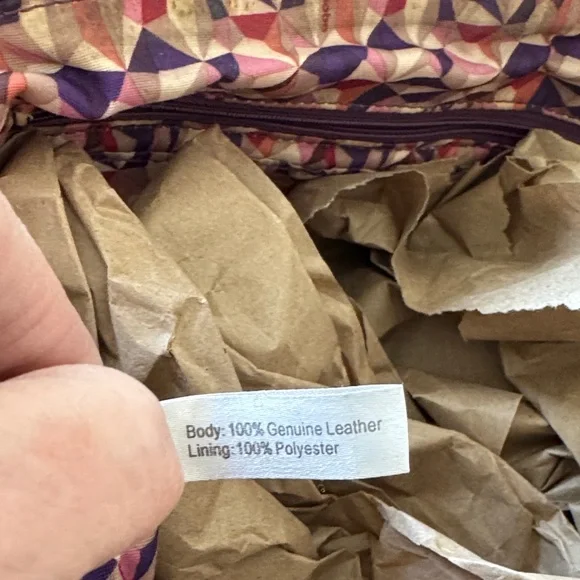 Body: 100% Genuine Leather
Lining:100% Polyester